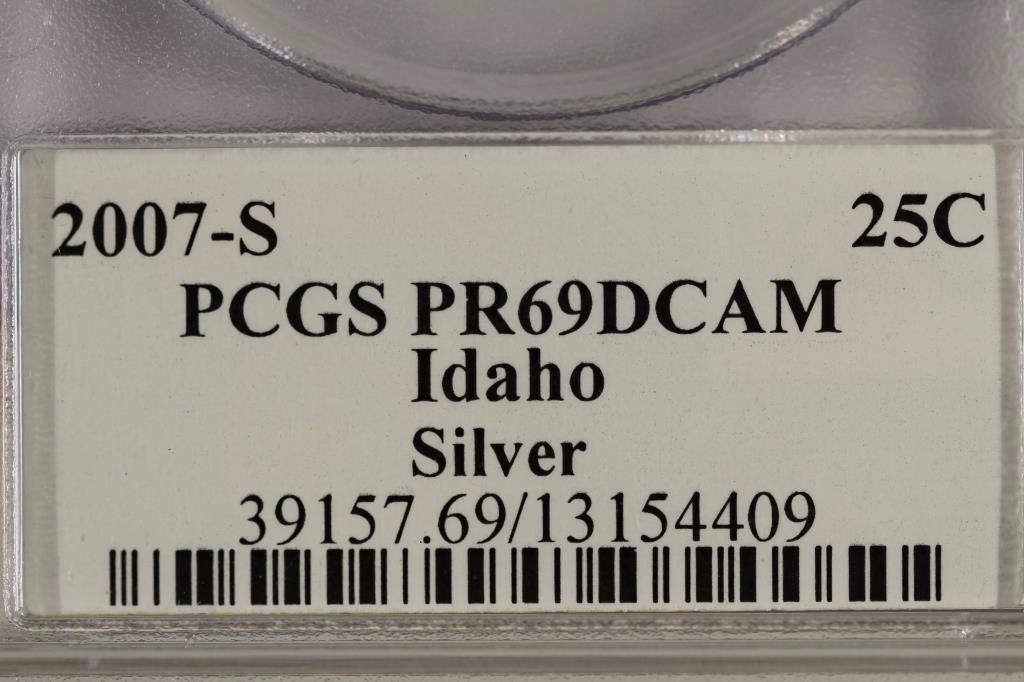 2007-S 25C
PCGS PR69DCAM
Idaho
Silver
39157.69/13154409